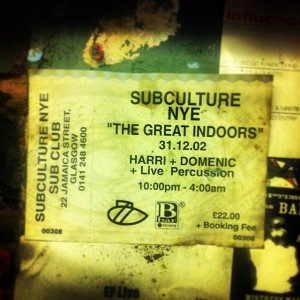 SUBCULTURE NYE
SUB CLUB
22 JAMAICA STREET,
GLASGOW
0141 248 4600
00308
SUBCULTURE
NYE
"THE GREAT INDOORS"
31.12.02
HARRI + DOMENIC
+ Live Percussion
10:00pm - 4:00am
£22.00
+ Booking Fee
00308